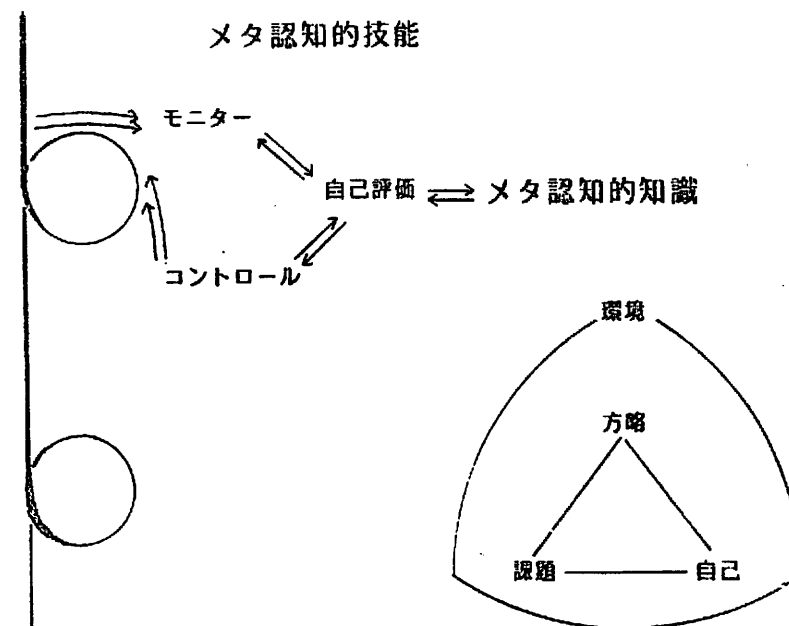 メタ認知的技能
モニター
自己評価
メタ認知的知識
コントロール
環境
方略
課題
自己